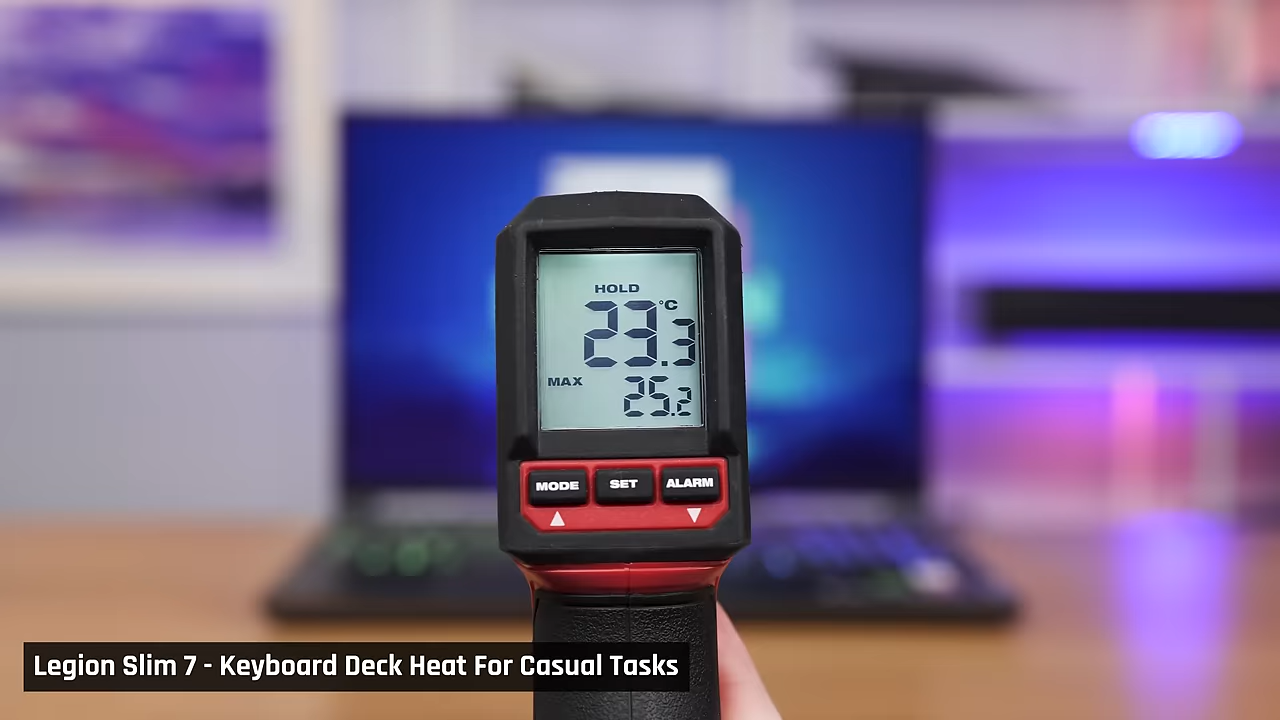 HOLD
23.3 °C
MAX
25.2
MODE SET ALARM
Legion Slim 7 - Keyboard Deck Heat For Casual Tasks